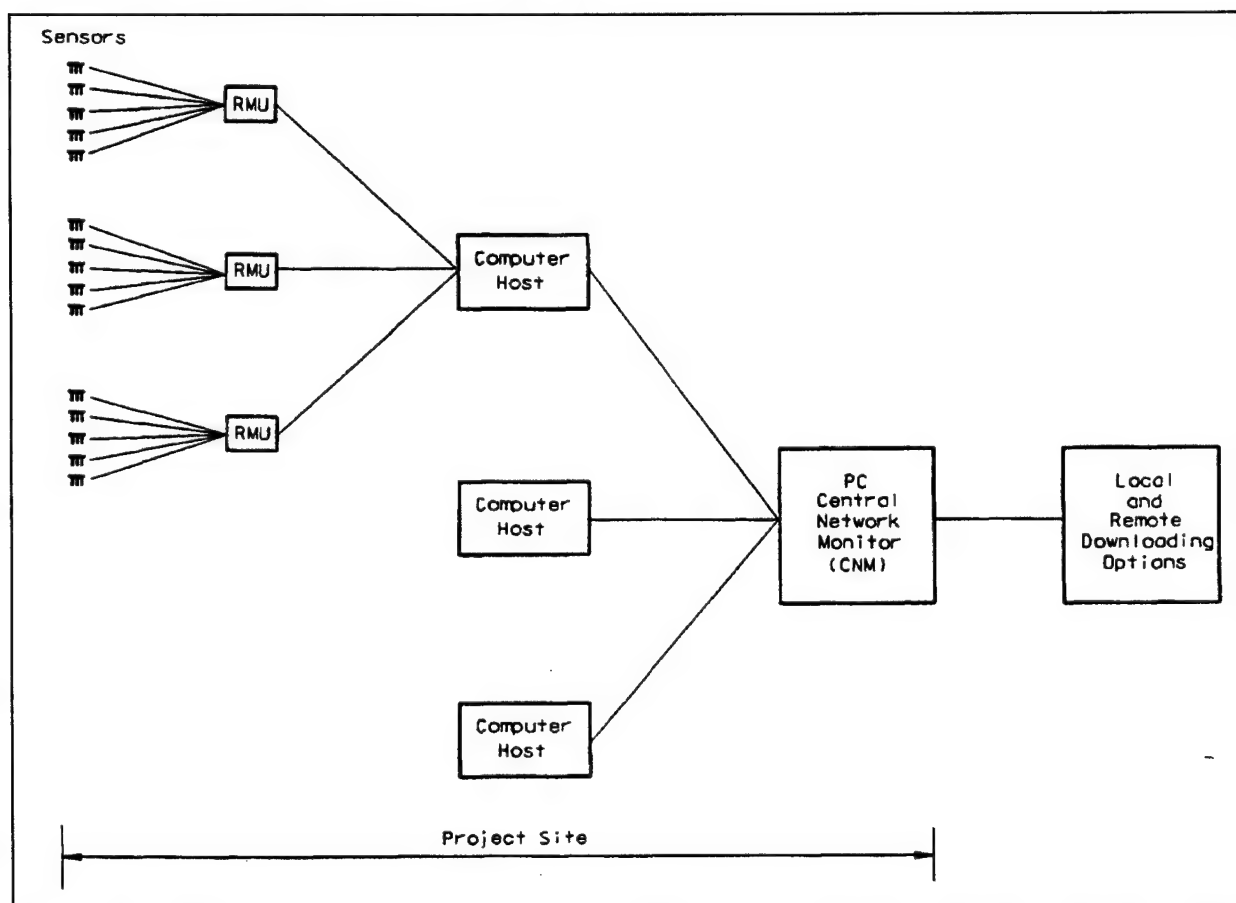 Sensors
RMU
RMU
RMU
Computer
Host
Computer
Host
Computer
Host
PC
Central
Network
Monitor
(CNM)
Local
and
Remote
Downloading
Options
Project Site